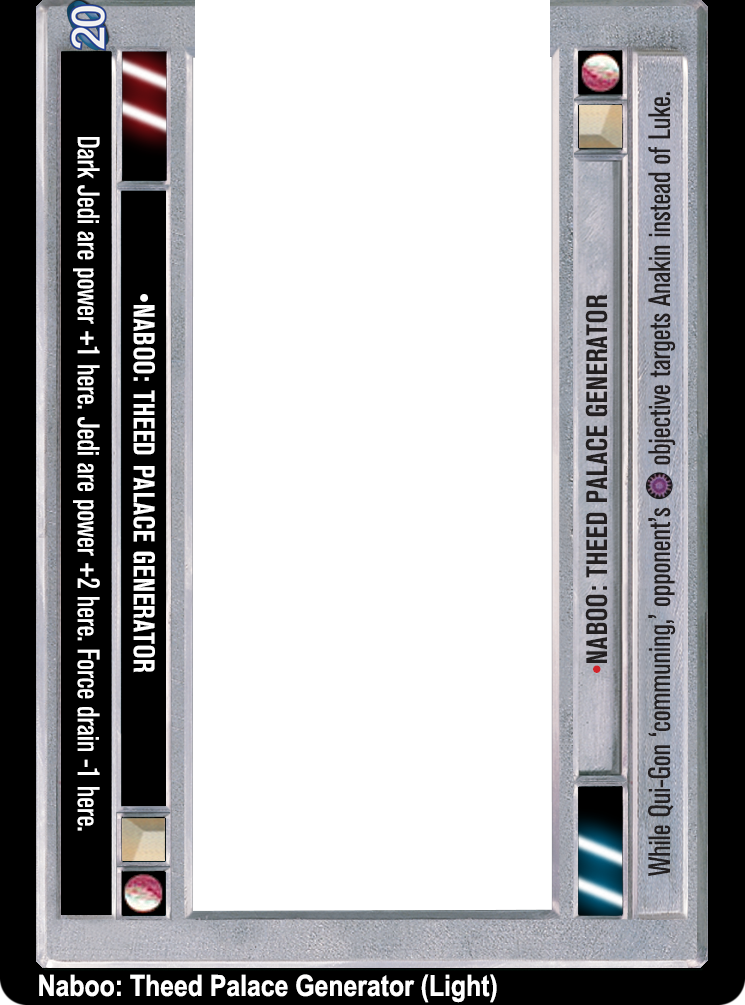 20
Dark Jedi are power +1 here. Jedi are power +2 here. Force drain -1 here.
•NABOO: THEED PALACE GENERATOR
•NABOO: THEED PALACE GENERATOR
While Qui-Gon ‘communing,’ opponent’s objective targets Anakin instead of Luke.
Naboo: Theed Palace Generator (Light)